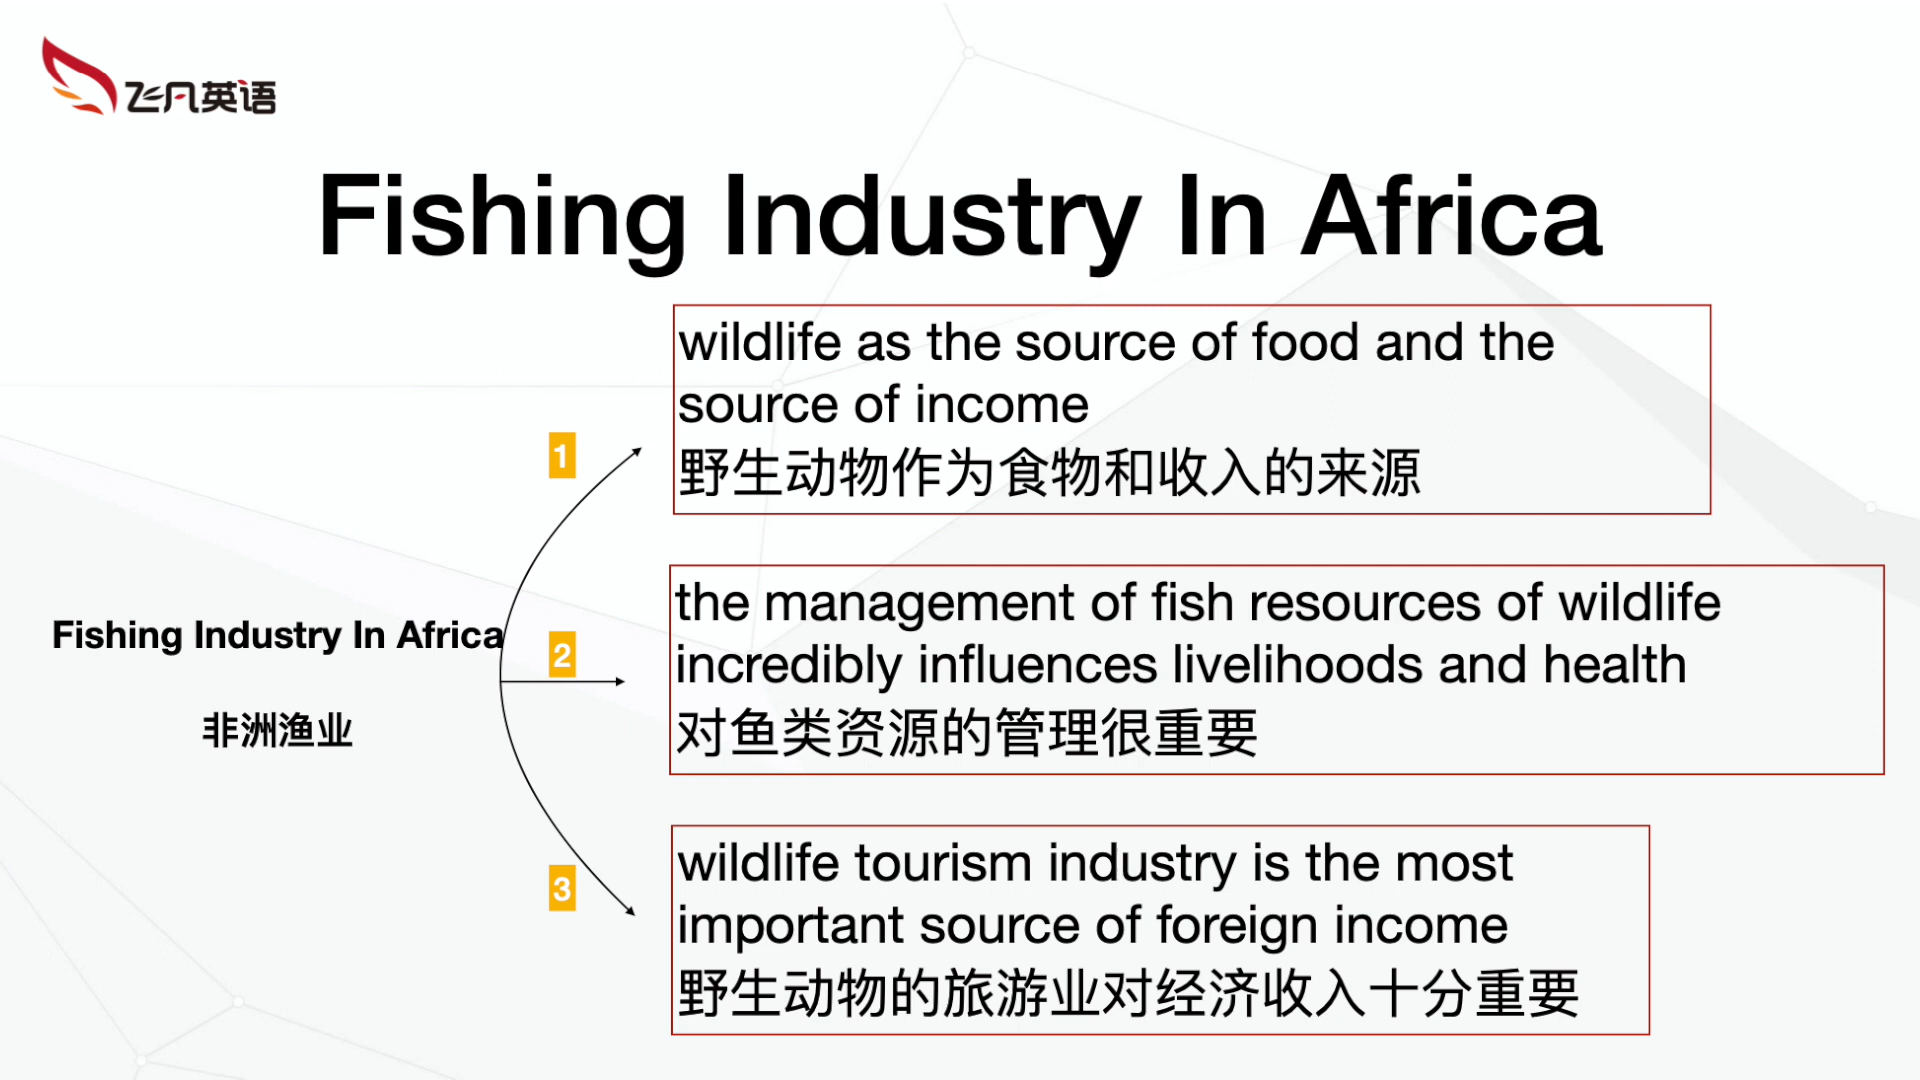 飞凡英语
Fishing Industry In Africa
wildlife as the source of food and the
source of income
野生动物作为食物和收入的来源
1
Fishing Industry In Africa
非洲渔业
2
the management of fish resources of wildlife
incredibly influences livelihoods and health
对鱼类资源的管理很重要
3
wildlife tourism industry is the most
important source of foreign income
野生动物的旅游业对经济收入十分重要